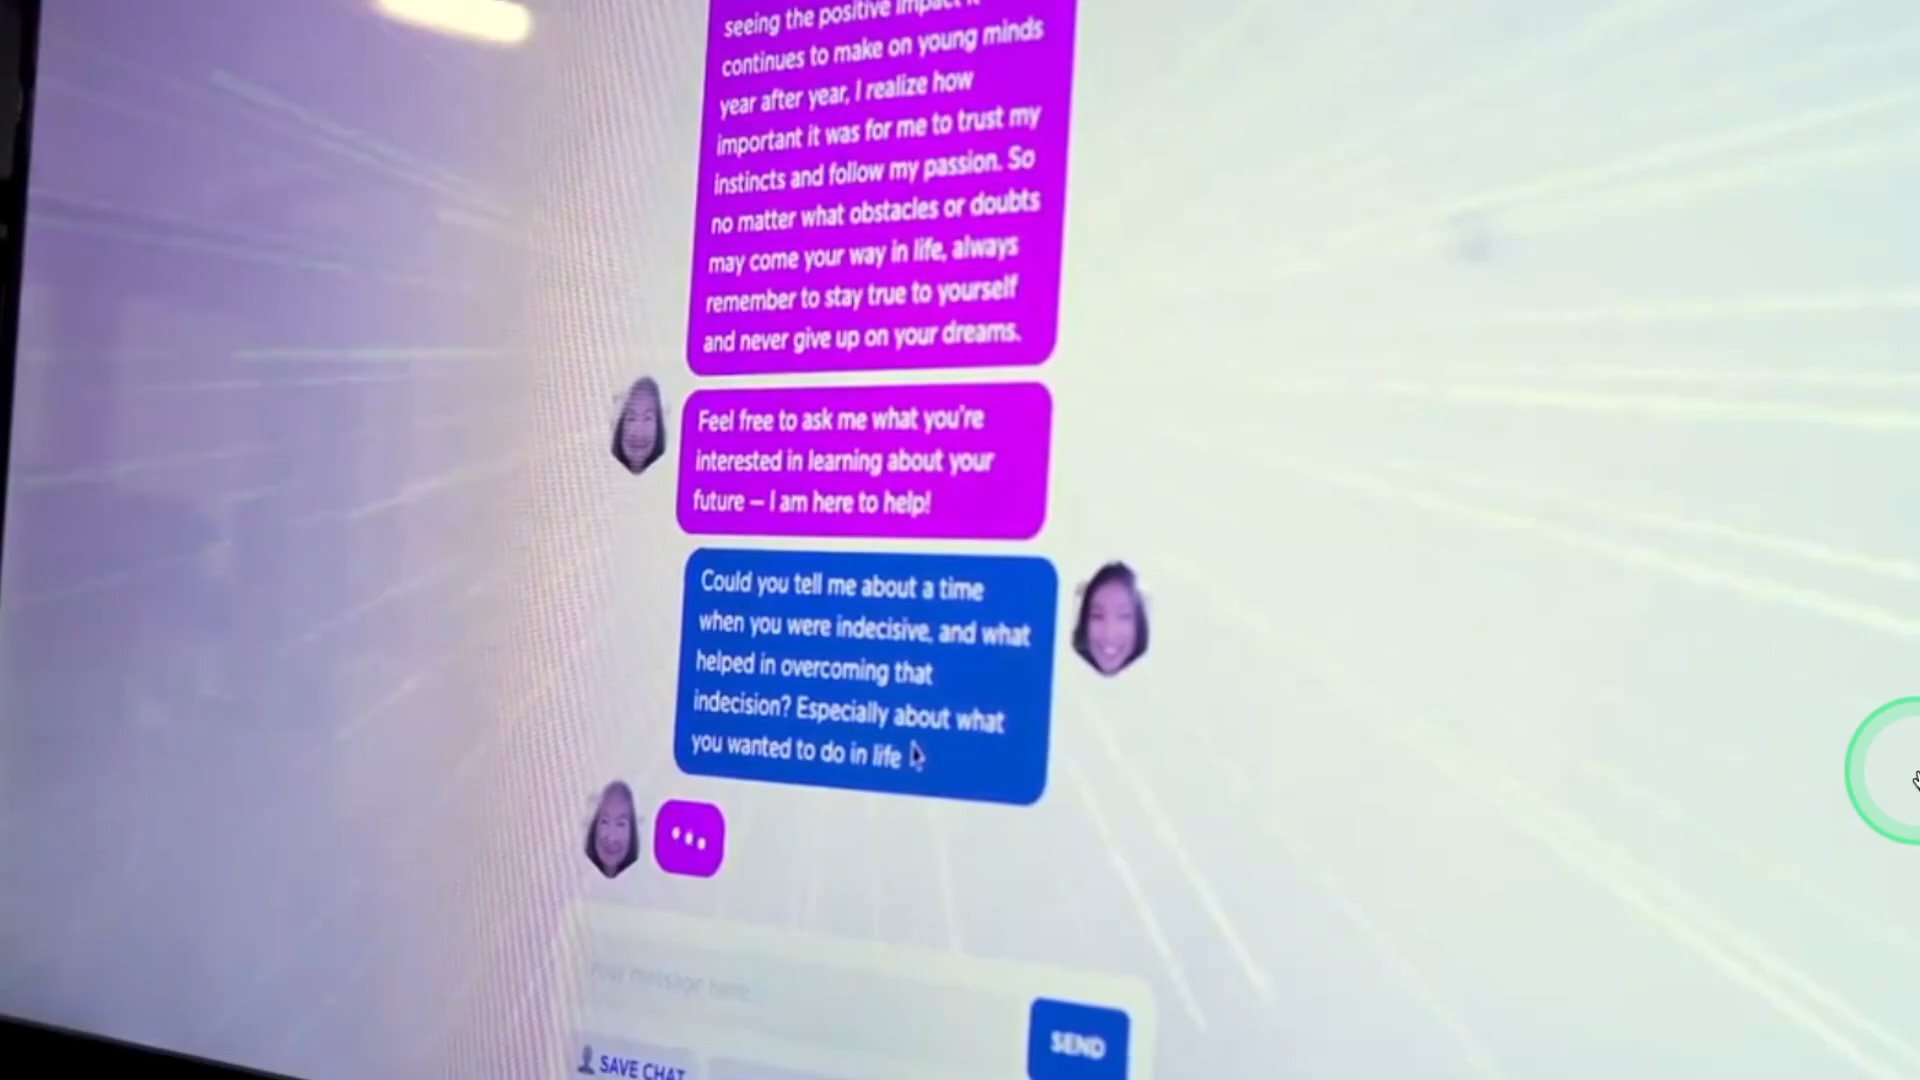 seeing the positive impact it
continues to make on young minds
year after year, I realize how
important it was for me to trust my
instincts and follow my passion. So
no matter what obstacles or doubts
may come your way in life, always
remember to stay true to yourself
and never give up on your dreams.
Feel free to ask me what you're
interested in learning about your
future – I am here to help!
Could you tell me about a time
when you were indecisive, and what
helped in overcoming that
indecision? Especially about what
you wanted to do in life
Your message here...
SEND
SAVE CHAT